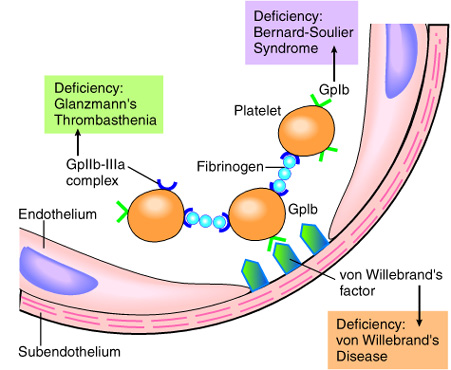 Deficiency:
Bernard-Soulier
Syndrome
Deficiency:
Glanzmann's
Thrombasthenia
GpIb
Platelet
GpIIb-IIIa
complex
Fibrinogen
Endothelium
GpIb
von Willebrand's
factor
Subendothelium
Deficiency:
von Willebrand's
Disease